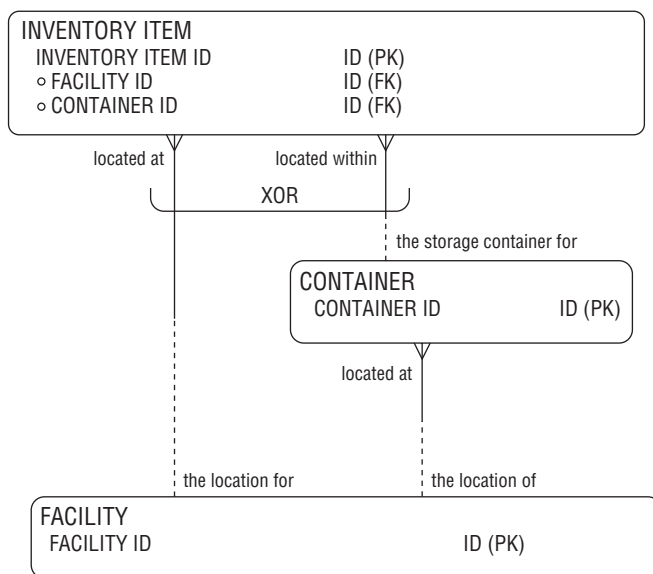 INVENTORY ITEM
INVENTORY ITEM ID ID (PK)
FACILITY ID ID (FK)
CONTAINER ID ID (FK)
located at located within
XOR
the storage container for
CONTAINER
CONTAINER ID ID (PK)
located at
the location for the location of
FACILITY
FACILITY ID ID (PK)